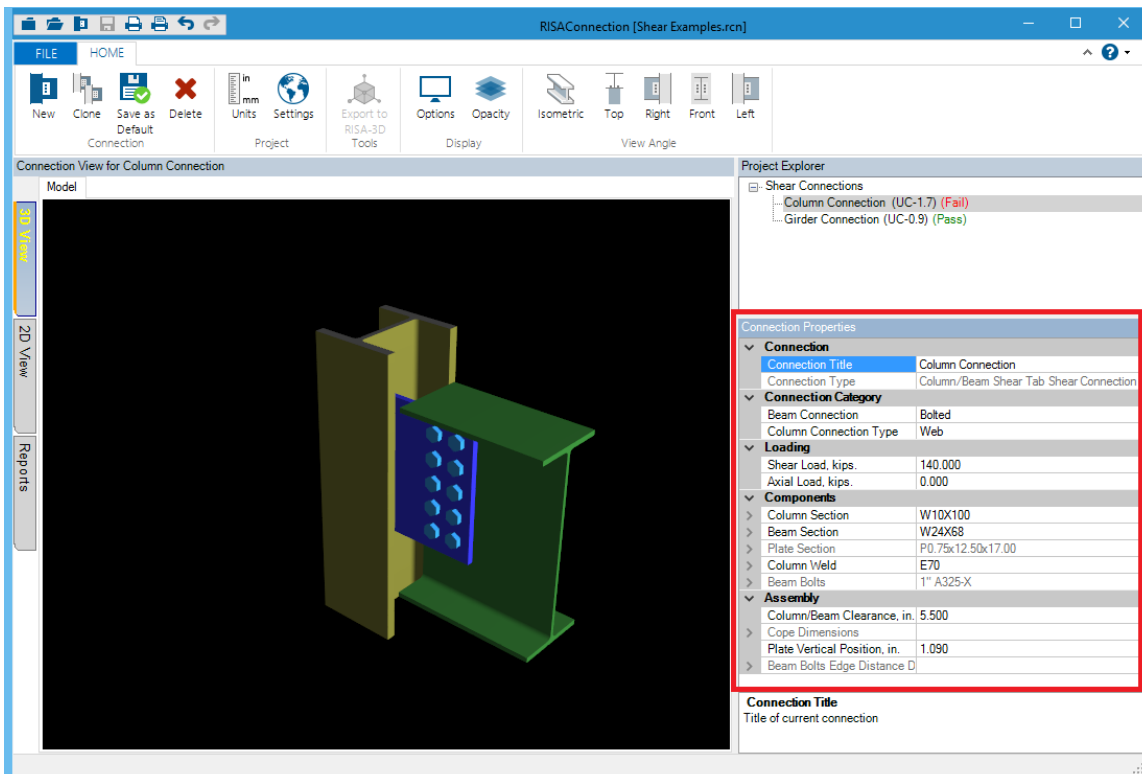 RISAConnection [Shear Examples.rcn]
FILE HOME
in
mm
New Clone Save as Default Delete Units Settings Export to RISA-3D Options Opacity Isometric Top Right Front Left
Connection Project Tools Display View Angle
Connection View for Column Connection
Model
3D View
2D View
Reports
Project Explorer
Shear Connections
Column Connection (UC-1.7) (Fail)
Girder Connection (UC-0.9) (Pass)
Connection Properties
Connection
Connection Title Column Connection
Connection Type Column/Beam Shear Tab Shear Connection
Connection Category
Beam Connection Bolted
Column Connection Type Web
Loading
Shear Load, kips. 140.000
Axial Load, kips. 0.000
Components
Column Section W10X100
Beam Section W24X68
Plate Section P0.75x12.50x17.00
Column Weld E70
Beam Bolts 1" A325-X
Assembly
Column/Beam Clearance, in. 5.500
Cope Dimensions
Plate Vertical Position, in. 1.090
Beam Bolts Edge Distance D
Connection Title
Title of current connection